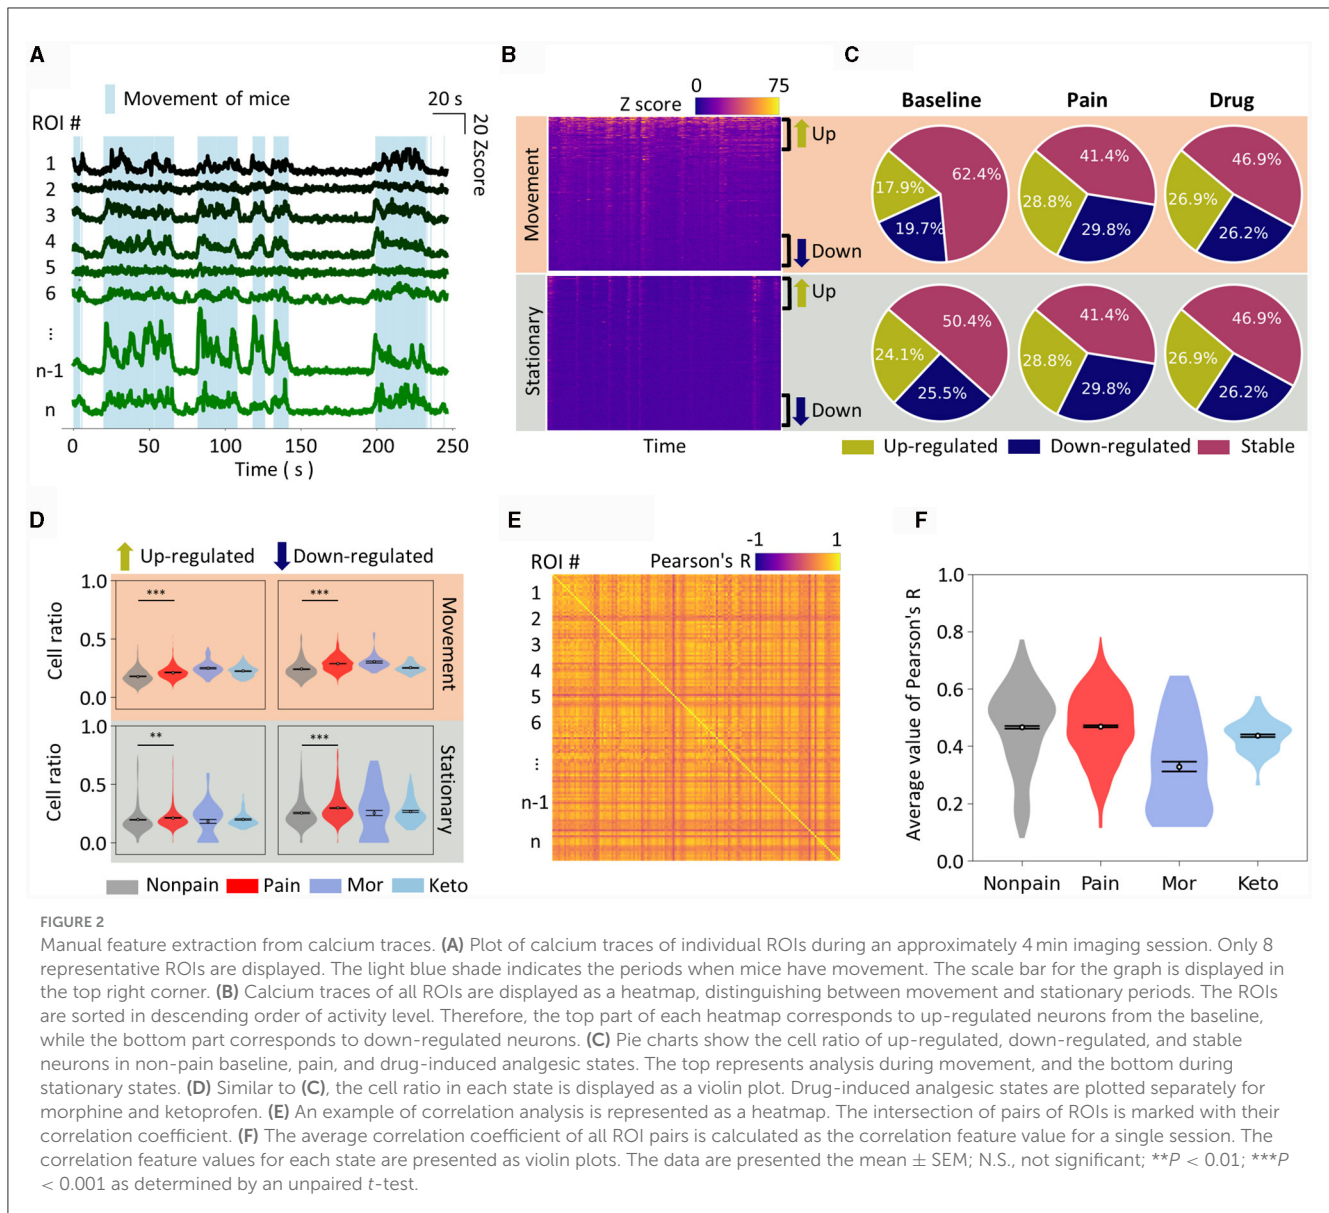 A
Movement of mice
20 s
20 Zscore
ROI #
1
2
3
4
5
6
...
n-1
n
0 50 100 150 200 250
Time ( s )
B
Z score 0 75
Movement
Up
Down
Stationary
Up
Down
Time
C
Baseline Pain Drug
62.4% 17.9% 19.7%
41.4% 28.8% 29.8%
46.9% 26.9% 26.2%
50.4% 24.1% 25.5%
41.4% 28.8% 29.8%
46.9% 26.9% 26.2%
Up-regulated Down-regulated Stable
D
Up-regulated Down-regulated
Cell ratio
1.0
0.5
0.0
***
***
Movement
Cell ratio
1.0
0.5
0.0
**
***
Stationary
Nonpain Pain Mor Keto
E
ROI #
Pearson's R -1 1
1
2
3
4
5
6
...
n-1
n
F
Average value of Pearson's R
1.0
0.8
0.6
0.4
0.2
0.0
Nonpain Pain Mor Keto
FIGURE 2
Manual feature extraction from calcium traces. (A) Plot of calcium traces of individual ROIs during an approximately 4 min imaging session. Only 8
representative ROIs are displayed. The light blue shade indicates the periods when mice have movement. The scale bar for the graph is displayed in
the top right corner. (B) Calcium traces of all ROIs are displayed as a heatmap, distinguishing between movement and stationary periods. The ROIs
are sorted in descending order of activity level. Therefore, the top part of each heatmap corresponds to up-regulated neurons from the baseline,
while the bottom part corresponds to down-regulated neurons. (C) Pie charts show the cell ratio of up-regulated, down-regulated, and stable
neurons in non-pain baseline, pain, and drug-induced analgesic states. The top represents analysis during movement, and the bottom during
stationary states. (D) Similar to (C), the cell ratio in each state is displayed as a violin plot. Drug-induced analgesic states are plotted separately for
morphine and ketoprofen. (E) An example of correlation analysis is represented as a heatmap. The intersection of pairs of ROIs is marked with their
correlation coefficient. (F) The average correlation coefficient of all ROI pairs is calculated as the correlation feature value for a single session. The
correlation feature values for each state are presented as violin plots. The data are presented the mean ± SEM; N.S., not significant; **P < 0.01; ***P
< 0.001 as determined by an unpaired t-test.